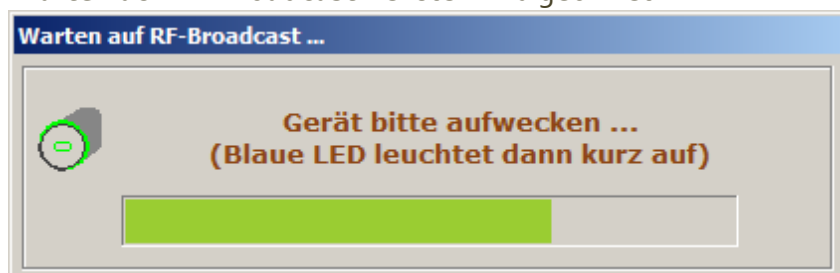 Warten auf RF-Broadcast ...
Gerät bitte aufwecken ...
(Blaue LED leuchtet dann kurz auf)